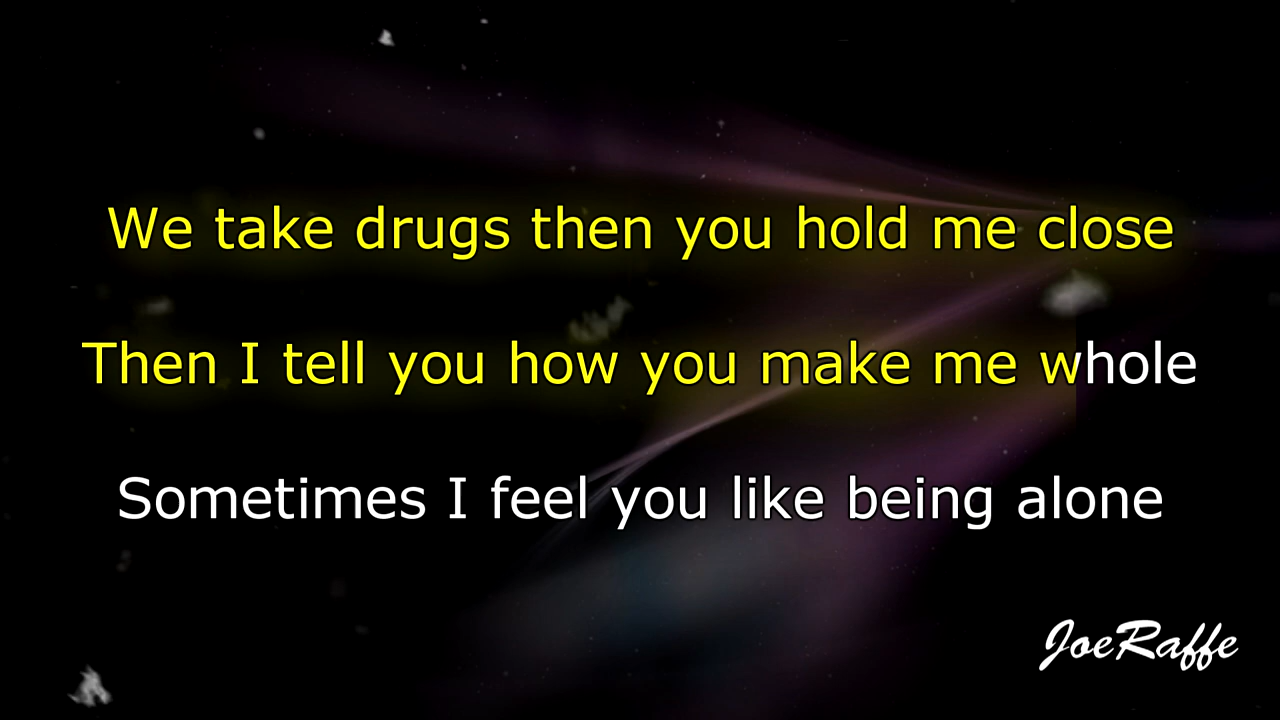 We take drugs then you hold me close
Then I tell you how you make me whole
Sometimes I feel you like being alone
JoeRaffe